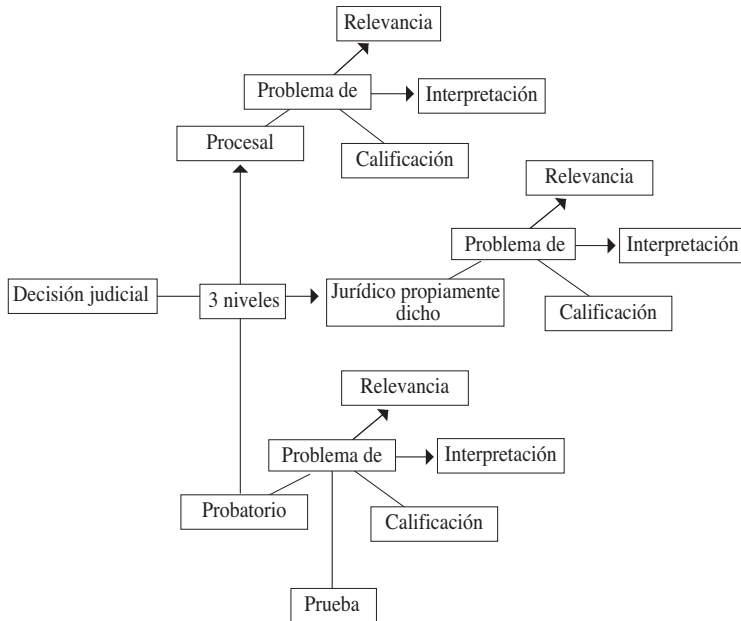 Relevancia
Problema de
Interpretación
Procesal
Calificación
Relevancia
Problema de
Interpretación
Decisión judicial
3 niveles
Jurídico propiamente
dicho
Calificación
Relevancia
Problema de
Interpretación
Probatorio
Calificación
Prueba